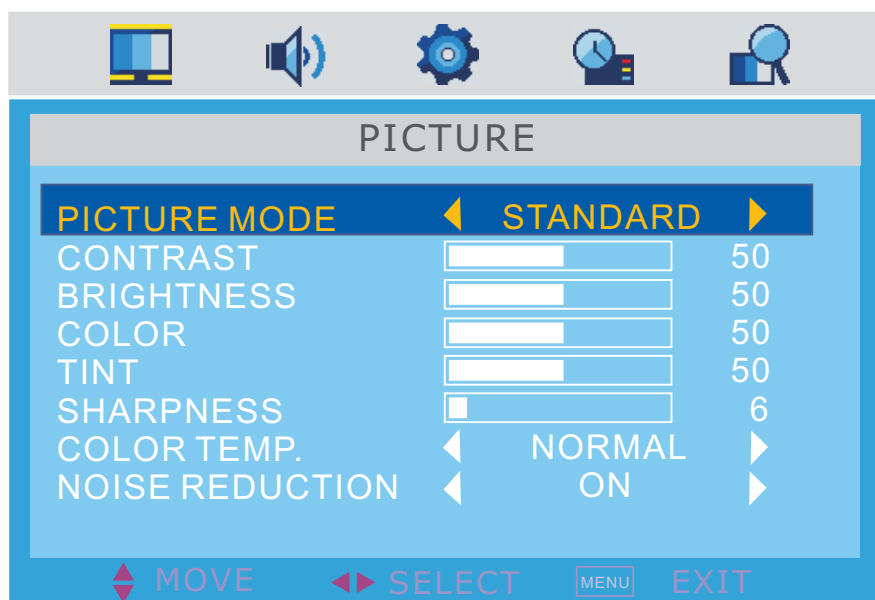 PICTURE
PICTURE MODE STANDARD
CONTRAST 50
BRIGHTNESS 50
COLOR 50
TINT 50
SHARPNESS 6
COLOR TEMP. NORMAL
NOISE REDUCTION ON
MOVE SELECT MENU EXIT